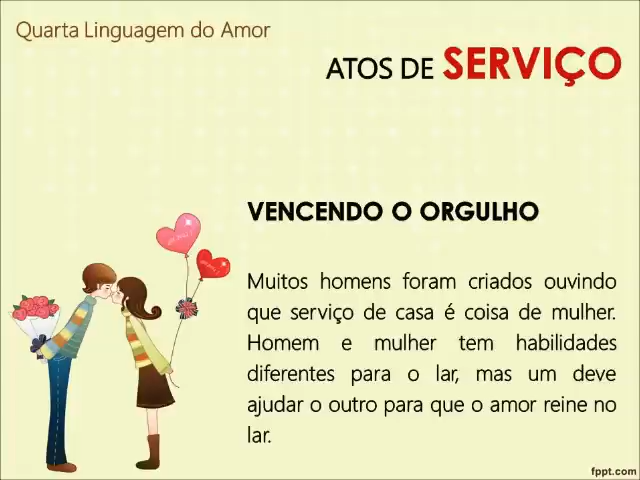 Quarta Linguagem do Amor
ATOS DE SERVIÇO
VENCENDO O ORGULHO
Muitos homens foram criados ouvindo
que serviço de casa é coisa de mulher.
Homem e mulher tem habilidades
diferentes para o lar, mas um deve
ajudar o outro para que o amor reine no
lar.
fppt.com